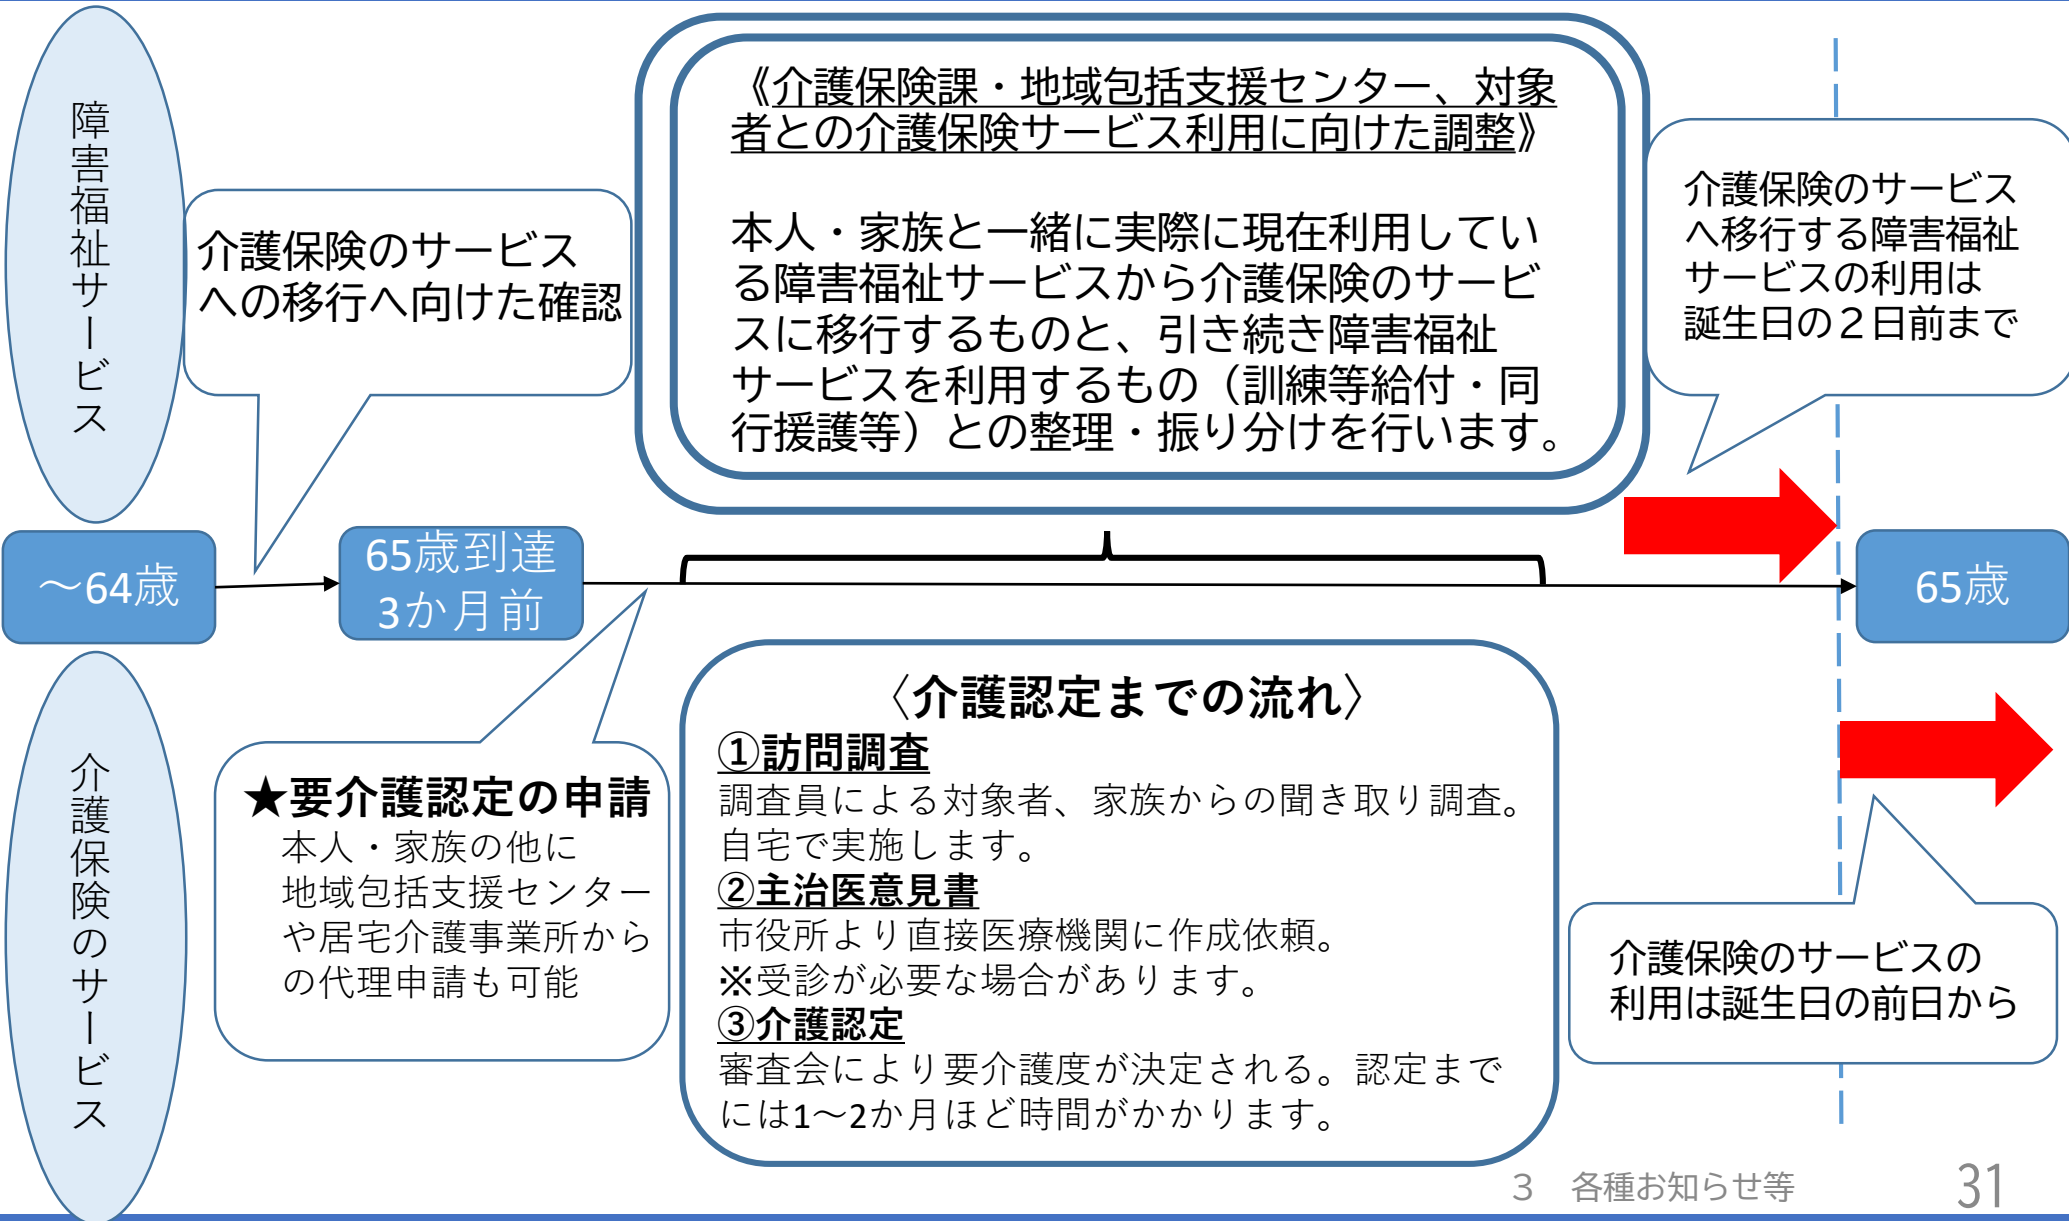 障害福祉サービス
介護保険のサービス
への移行へ向けた確認
《介護保険課・地域包括支援センター、対象
者との介護保険サービス利用に向けた調整》
本人・家族と一緒に実際に現在利用してい
る障害福祉サービスから介護保険のサービ
スに移行するものと、引き続き障害福祉
サービスを利用するもの（訓練等給付・同
行援護等）との整理・振り分けを行います。
介護保険のサービス
へ移行する障害福祉
サービスの利用は
誕生日の２日前まで
～64歳
65歳到達
3か月前
65歳
介護保険のサービス
★要介護認定の申請
本人・家族の他に
地域包括支援センター
や居宅介護事業所から
の代理申請も可能
〈介護認定までの流れ〉
①訪問調査
調査員による対象者、家族からの聞き取り調査。
自宅で実施します。
②主治医意見書
市役所より直接医療機関に作成依頼。
※受診が必要な場合があります。
③介護認定
審査会により要介護度が決定される。認定まで
には1～2か月ほど時間がかかります。
介護保険のサービスの
利用は誕生日の前日から
３　各種お知らせ等
31